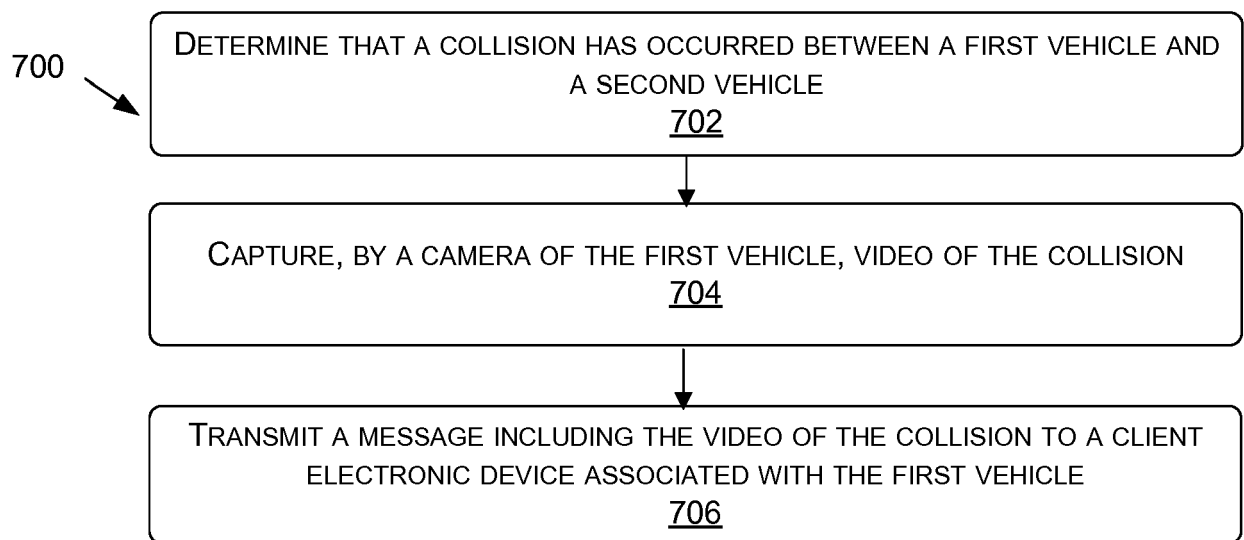 700
DETERMINE THAT A COLLISION HAS OCCURRED BETWEEN A FIRST VEHICLE AND
A SECOND VEHICLE
702
CAPTURE, BY A CAMERA OF THE FIRST VEHICLE, VIDEO OF THE COLLISION
704
TRANSMIT A MESSAGE INCLUDING THE VIDEO OF THE COLLISION TO A CLIENT
ELECTRONIC DEVICE ASSOCIATED WITH THE FIRST VEHICLE
706